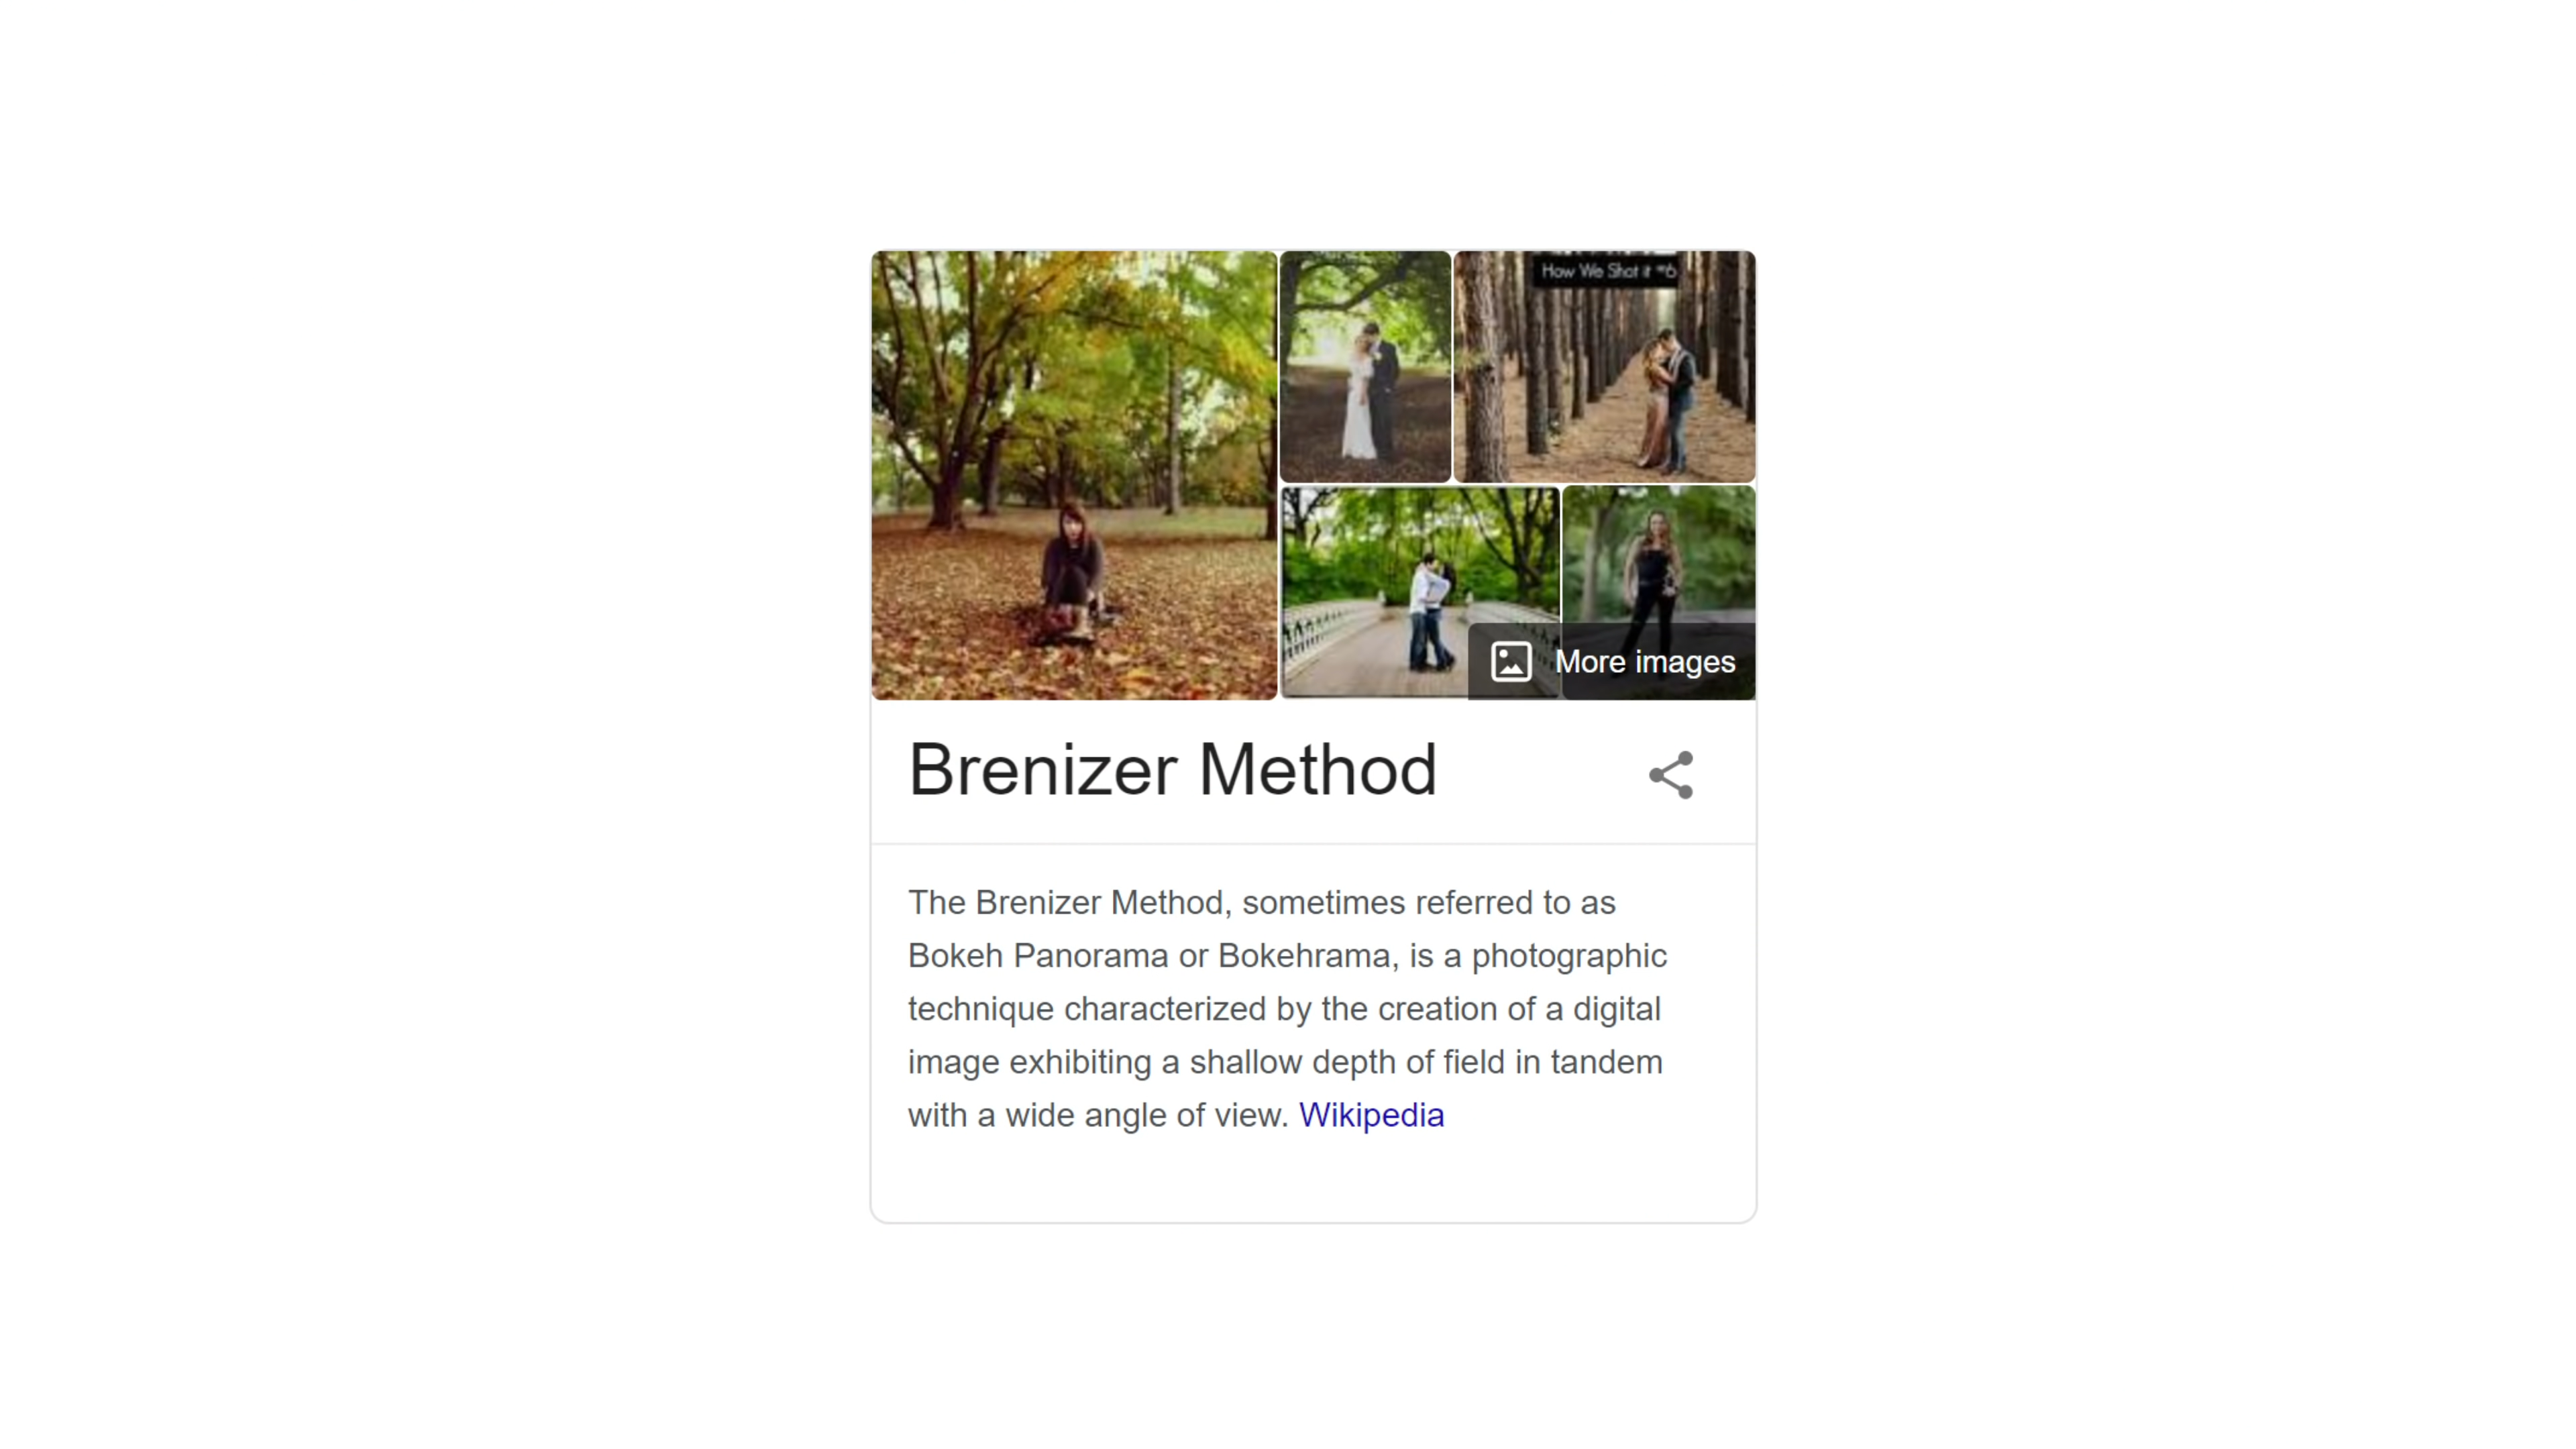 How We Shot it #6
More images
Brenizer Method
The Brenizer Method, sometimes referred to as
Bokeh Panorama or Bokehrama, is a photographic
technique characterized by the creation of a digital
image exhibiting a shallow depth of field in tandem
with a wide angle of view. Wikipedia